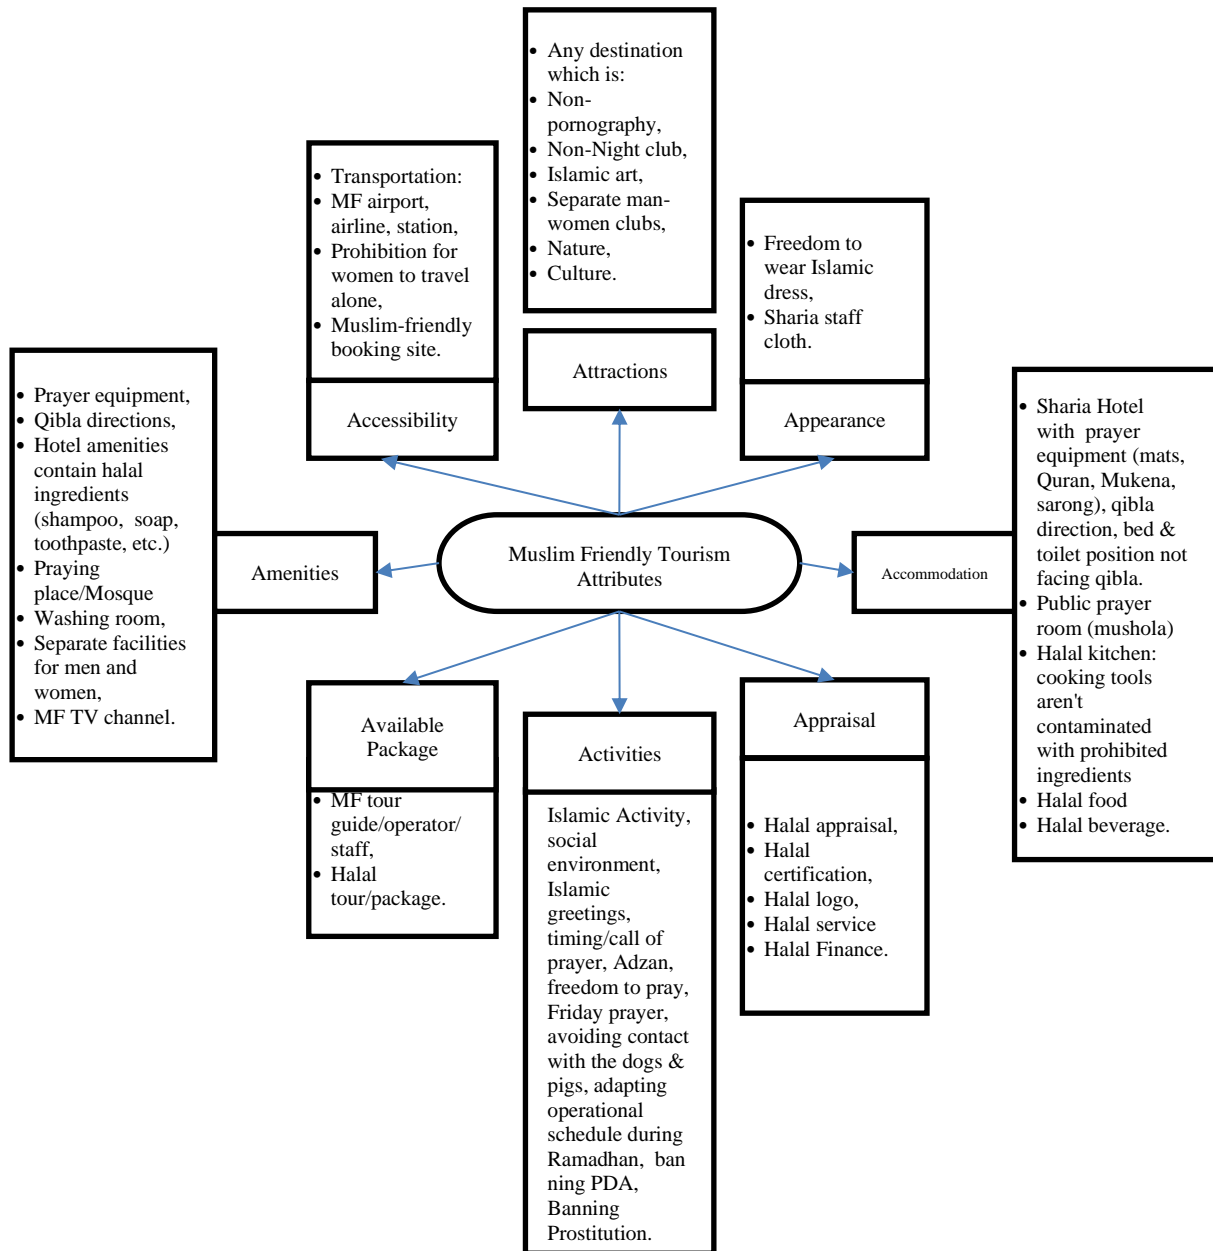 • Any destination
which is:
• Non-
pornography,
• Non-Night club,
• Islamic art,
• Separate man-
women clubs,
• Nature,
• Culture.
Attractions
• Transportation:
• MF airport,
airline, station,
• Prohibition for
women to travel
alone,
• Muslim-friendly
booking site.
Accessibility
• Freedom to
wear Islamic
dress,
• Sharia staff
cloth.
Appearance
• Prayer equipment,
• Qibla directions,
• Hotel amenities
contain halal
ingredients
(shampoo, soap,
toothpaste, etc.)
• Praying
place/Mosque
• Washing room,
• Separate facilities
for men and
women,
• MF TV channel.
Amenities
Muslim Friendly Tourism
Attributes
Accommodation
• Sharia Hotel
with prayer
equipment (mats,
Quran, Mukena,
sarong), qibla
direction, bed &
toilet position not
facing qibla.
• Public prayer
room (mushola)
• Halal kitchen:
cooking tools
aren't
contaminated
with prohibited
ingredients
• Halal food
• Halal beverage.
Available
Package
• MF tour
guide/operator/
staff,
• Halal
tour/package.
Activities
Islamic Activity,
social
environment,
Islamic
greetings,
timing/call of
prayer, Adzan,
freedom to pray,
Friday prayer,
avoiding contact
with the dogs &
pigs, adapting
operational
schedule during
Ramadhan, ban
ning PDA,
Banning
Prostitution.
Appraisal
• Halal appraisal,
• Halal
certification,
• Halal logo,
• Halal service
• Halal Finance.